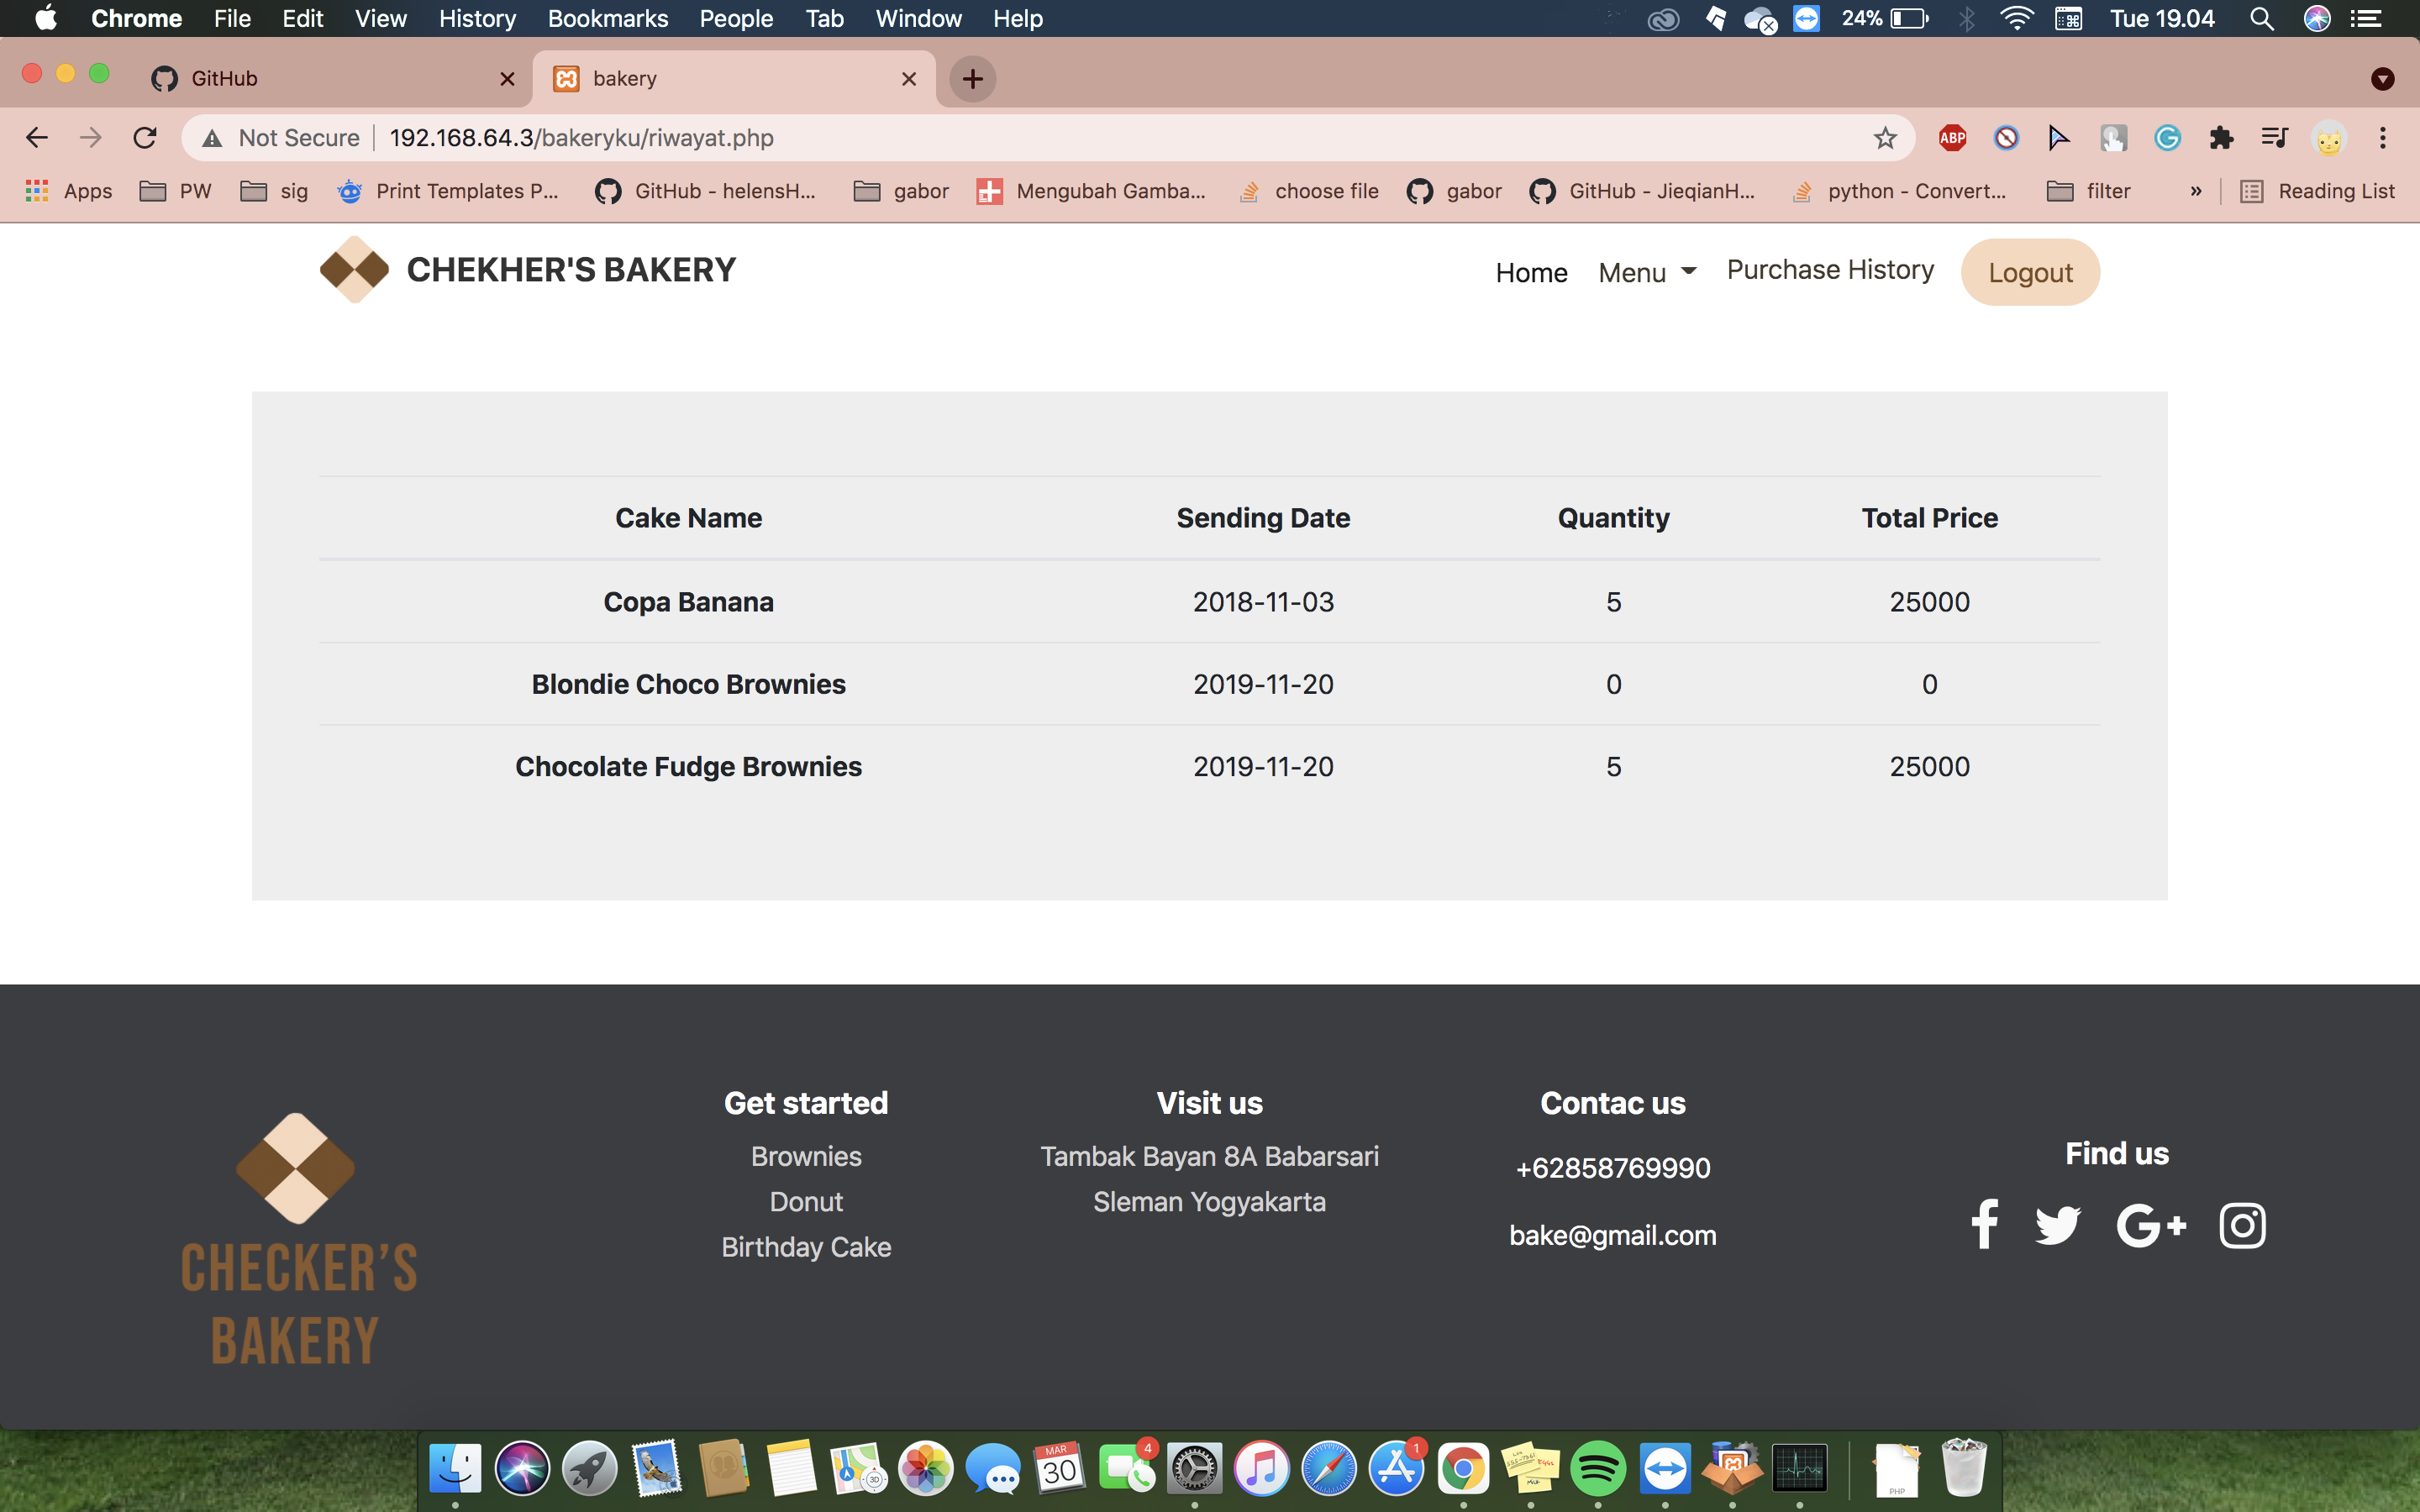 Chrome File Edit View History Bookmarks People Tab Window Help 24% Tue 19.04
GitHub bakery
Not Secure 192.168.64.3/bakeryku/riwayat.php ABP
Apps PW sig Print Templates P... GitHub - helensH... gabor Mengubah Gamba... choose file gabor GitHub - JieqianH... python - Convert... filter » Reading List
CHEKHER'S BAKERY Home Menu Purchase History Logout
Cake Name Sending Date Quantity Total Price
Copa Banana 2018-11-03 5 25000
Blondie Choco Brownies 2019-11-20 0 0
Chocolate Fudge Brownies 2019-11-20 5 25000
CHECKER'S
BAKERY
Get started
Brownies
Donut
Birthday Cake
Visit us
Tambak Bayan 8A Babarsari
Sleman Yogyakarta
Contac us
+62858769990
bake@gmail.com
Find us
MAR
30
3D
4
1
PHP